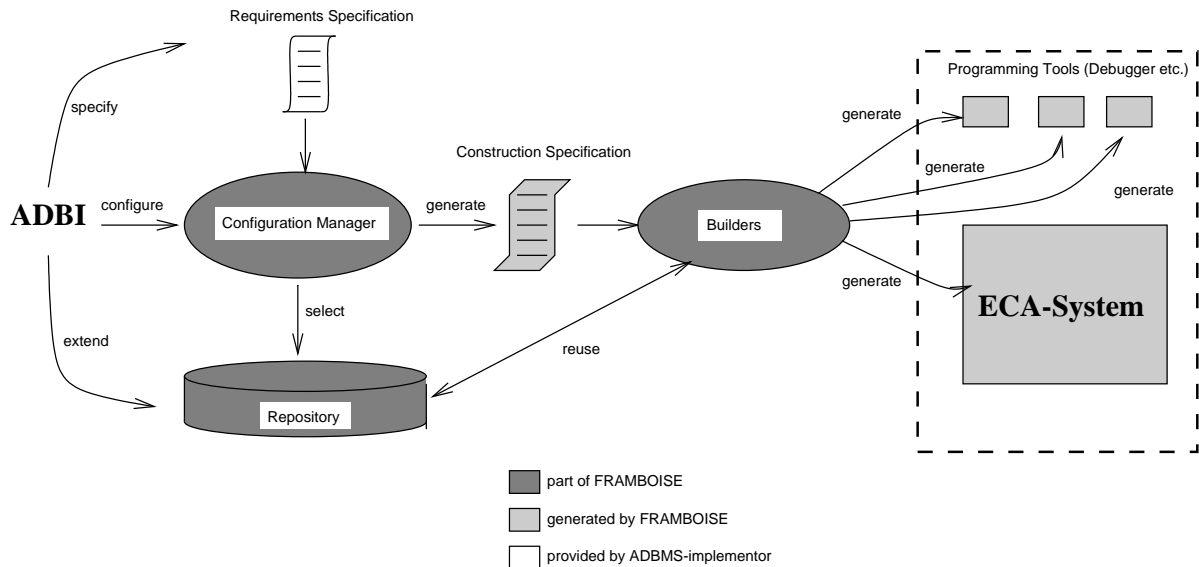 Requirements Specification
Programming Tools (Debugger etc.)
specify
generate
Construction Specification
generate
generate
ADBI
configure
Configuration Manager
generate
Builders
generate
ECA-System
select
extend
reuse
Repository
part of FRAMBOISE
generated by FRAMBOISE
provided by ADBMS-implementor